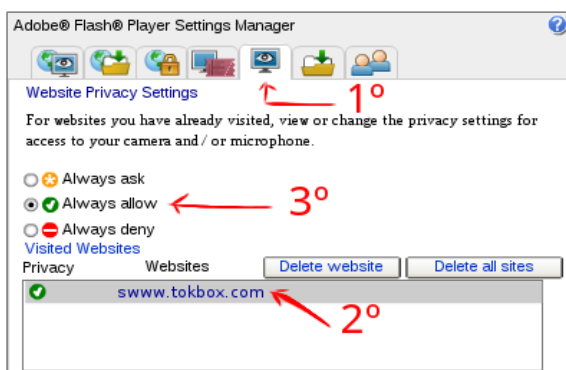 Adobe® Flash® Player Settings Manager
?
Website Privacy Settings
1º
For websites you have already visited, view or change the privacy settings for
access to your camera and / or microphone.
Always ask
Always allow
3º
Always deny
Visited Websites
Privacy Websites Delete website Delete all sites
swww.tokbox.com
2º